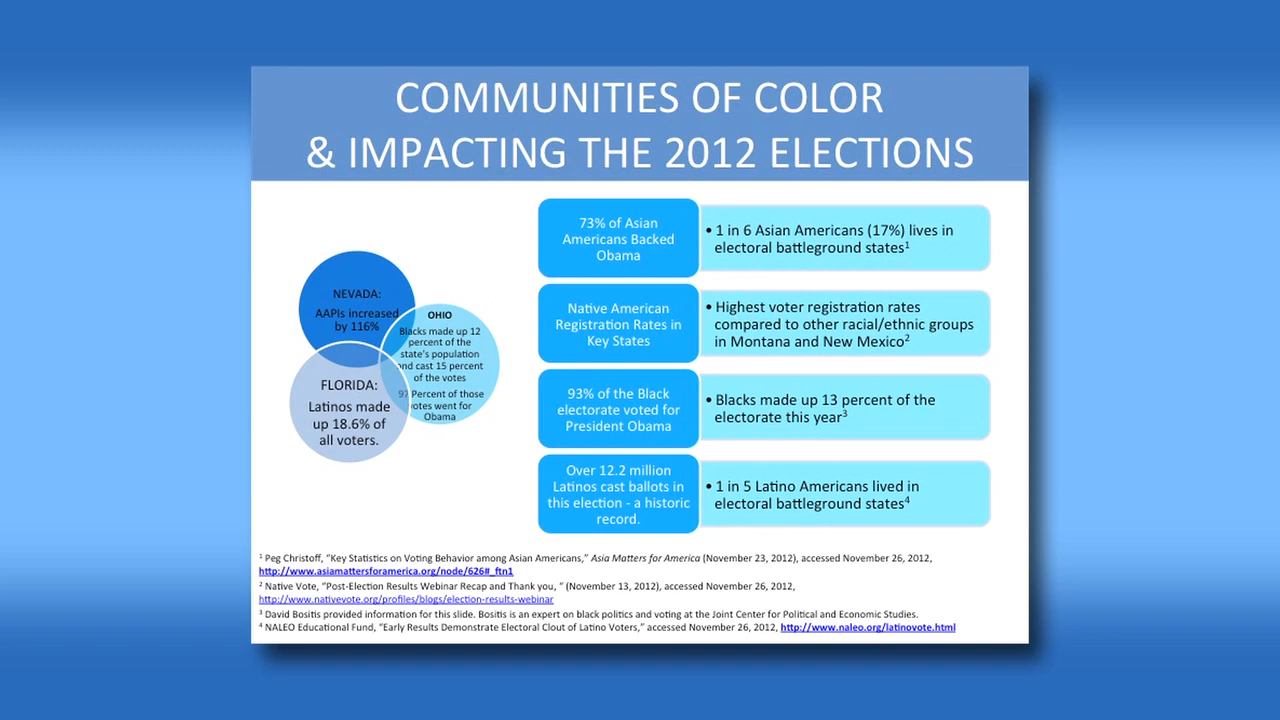 COMMUNITIES OF COLOR
& IMPACTING THE 2012 ELECTIONS
NEVADA:
AAPIs increased
by 116%
OHIO
Blacks made up 12
percent of the
state's population
and cast 15 percent
of the votes
97 Percent of those
votes went for
Obama
FLORIDA:
Latinos made
up 18.6% of
all voters.
73% of Asian
Americans Backed
Obama
• 1 in 6 Asian Americans (17%) lives in
electoral battleground states1
Native American
Registration Rates in
Key States
• Highest voter registration rates
compared to other racial/ethnic groups
in Montana and New Mexico2
93% of the Black
electorate voted for
President Obama
• Blacks made up 13 percent of the
electorate this year3
Over 12.2 million
Latinos cast ballots in
this election - a historic
record.
• 1 in 5 Latino Americans lived in
electoral battleground states4
1 Peg Christoff, "Key Statistics on Voting Behavior among Asian Americans," Asia Matters for America (November 23, 2012), accessed November 26, 2012,
http://www.asiamattersforamerica.org/node/626#_ftn1
2 Native Vote, "Post-Election Results Webinar Recap and Thank you, " (November 13, 2012), accessed November 26, 2012,
http://www.nativevote.org/profiles/blogs/election-results-webinar
3 David Bositis provided information for this slide. Bositis is an expert on black politics and voting at the Joint Center for Political and Economic Studies.
4 NALEO Educational Fund, "Early Results Demonstrate Electoral Clout of Latino Voters," accessed November 26, 2012, http://www.naleo.org/latinovote.html